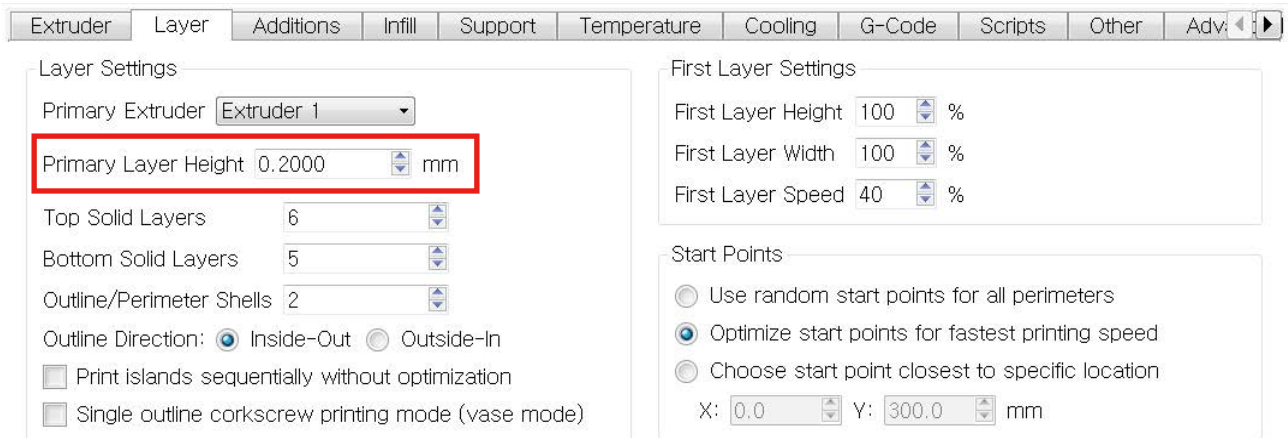 Extruder Layer Additions Infill Support Temperature Cooling G-Code Scripts Other
Layer Settings
Primary Extruder Extruder 1
Primary Layer Height 0.2000 mm
Top Solid Layers 6
Bottom Solid Layers 5
Outline/Perimeter Shells 2
Outline Direction: Inside-Out Outside-In
Print islands sequentially without optimization
Single outline corkscrew printing mode (vase mode)
First Layer Settings
First Layer Height 100 %
First Layer Width 100 %
First Layer Speed 40 %
Start Points
Use random start points for all perimeters
Optimize start points for fastest printing speed
Choose start point closest to specific location
X: 0.0 Y: 300.0 mm